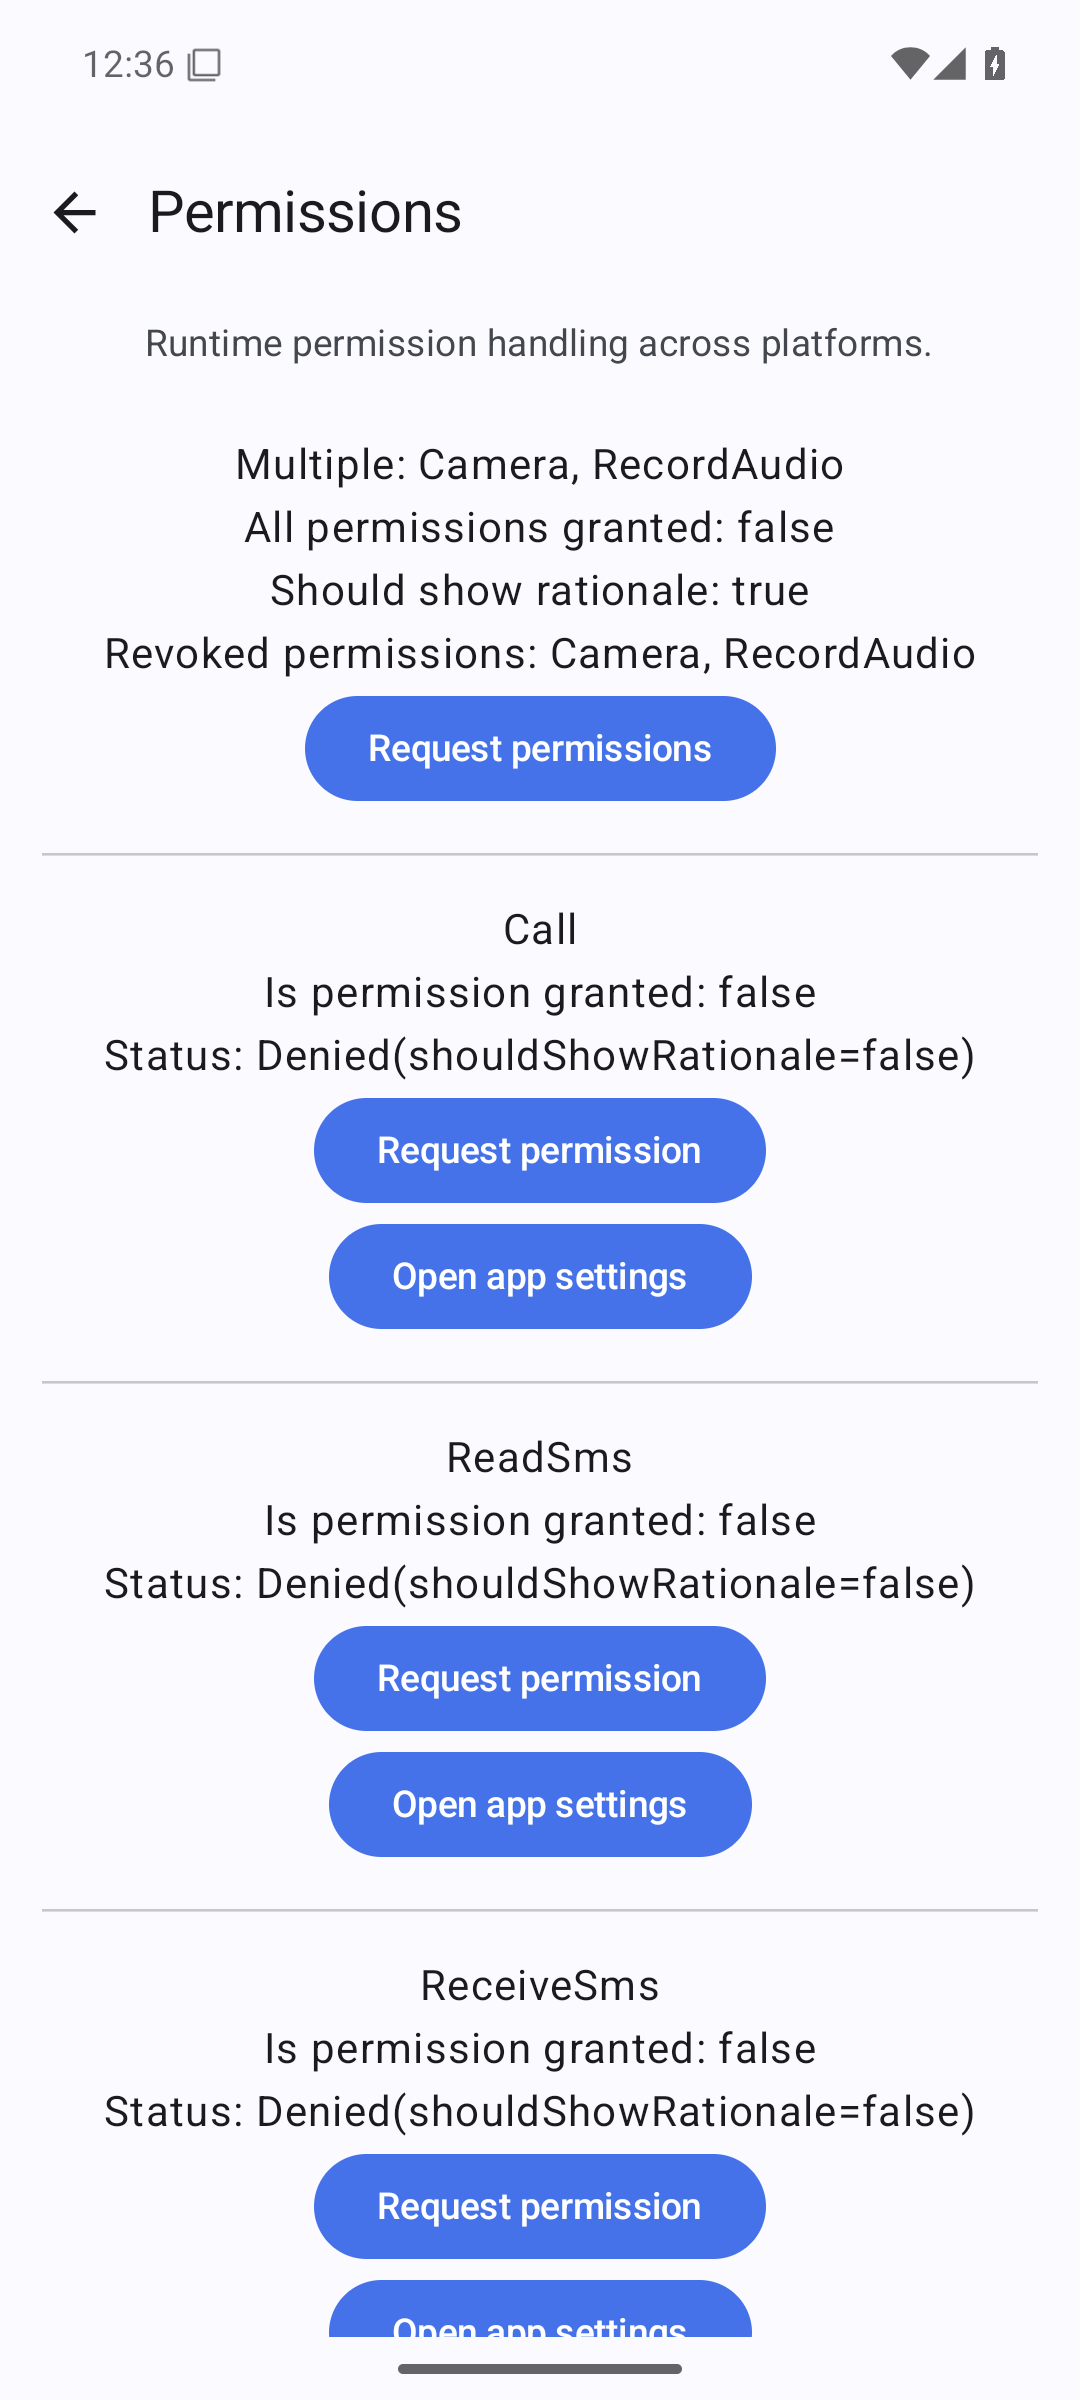 12:36
Permissions
Runtime permission handling across platforms.
Multiple: Camera, RecordAudio
All permissions granted: false
Should show rationale: true
Revoked permissions: Camera, RecordAudio
Request permissions
Call
Is permission granted: false
Status: Denied(shouldShowRationale=false)
Request permission
Open app settings
ReadSms
Is permission granted: false
Status: Denied(shouldShowRationale=false)
Request permission
Open app settings
ReceiveSms
Is permission granted: false
Status: Denied(shouldShowRationale=false)
Request permission
Open app settings